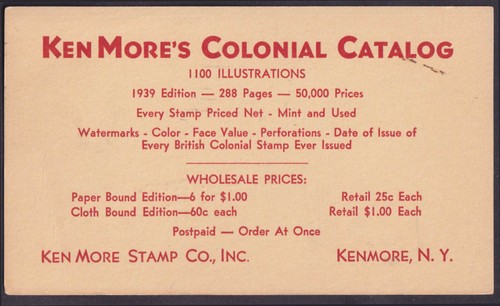 KEN MORE'S COLONIAL CATALOG
1100 ILLUSTRATIONS
1939 Edition — 288 Pages — 50,000 Prices
Every Stamp Priced Net - Mint and Used
Watermarks - Color - Face Value - Perforations - Date of Issue of
Every British Colonial Stamp Ever Issued
WHOLESALE PRICES:
Paper Bound Edition—6 for $1.00 Retail 25c Each
Cloth Bound Edition—60c each Retail $1.00 Each
Postpaid — Order At Once
KEN MORE STAMP CO., INC. KENMORE, N. Y.